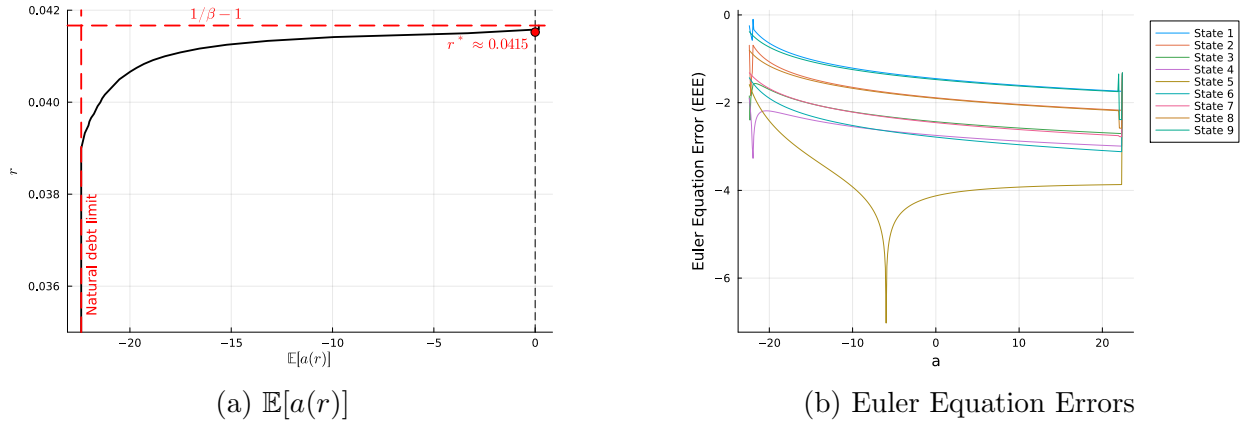 0.042
0.040
0.038
0.036
r
1/β − 1
r* ≈ 0.0415
Natural debt limit
−20
−15
−10
−5
0
𝔼[a(r)]
(a) 𝔼[a(r)]
0
−2
−4
−6
Euler Equation Error (EEE)
−20
−10
0
10
20
a
State 1
State 2
State 3
State 4
State 5
State 6
State 7
State 8
State 9
(b) Euler Equation Errors